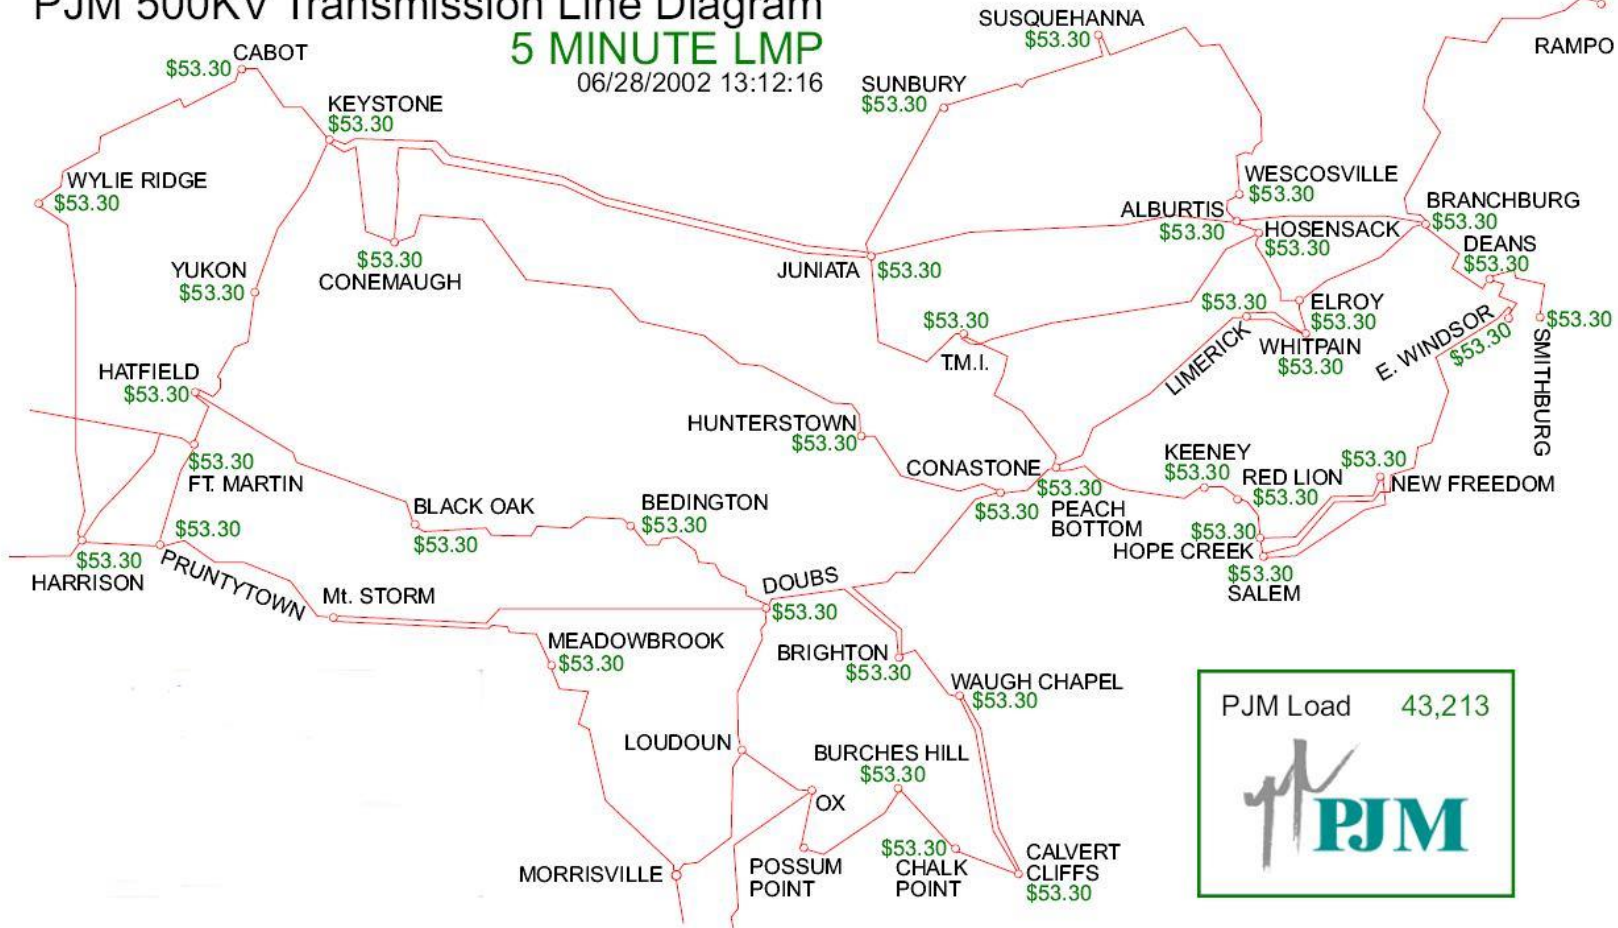 PJM 500KV Transmission Line Diagram
5 MINUTE LMP
06/28/2002 13:12:16
SUSQUEHANNA
$53.30
RAMPO
CABOT
$53.30
SUNBURY
$53.30
KEYSTONE
$53.30
WYLIE RIDGE
$53.30
WESCOSVILLE
$53.30
ALBURTIS
$53.30
BRANCHBURG
$53.30
HOSENSACK
$53.30
DEANS
$53.30
YUKON
$53.30
$53.30
CONEMAUGH
JUNIATA
$53.30
$53.30
T.M.I.
$53.30
LIMERICK
ELROY
$53.30
WHITPAIN
$53.30
E. WINDSOR
$53.30
$53.30
SMITHBURG
HATFIELD
$53.30
HUNTERSTOWN
$53.30
$53.30
FT. MARTIN
CONASTONE
$53.30
$53.30
PEACH
BOTTOM
KEENEY
$53.30
RED LION
$53.30
$53.30
NEW FREEDOM
BLACK OAK
$53.30
BEDINGTON
$53.30
$53.30
HOPE CREEK
$53.30
SALEM
$53.30
HARRISON
$53.30
PRUNTYTOWN
Mt. STORM
DOUBS
$53.30
MEADOWBROOK
$53.30
BRIGHTON
$53.30
WAUGH CHAPEL
$53.30
LOUDOUN
BURCHES HILL
$53.30
OX
MORRISVILLE
POSSUM
POINT
$53.30
CHALK
POINT
CALVERT
CLIFFS
$53.30
PJM Load 43,213
PJM